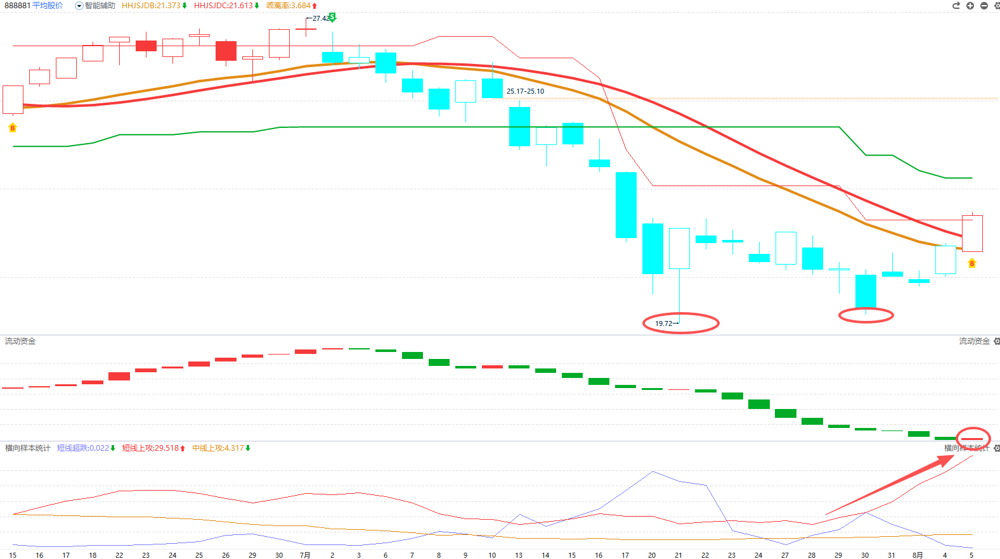 888881 平均股价 智能辅助 HHJSJDB:21.373 HHJSJDC:21.613 乖离率:3.684
←27.42 S
25.17-25.10
B
B
19.72→
流动资金 流动资金
横向样本统计 短线超跌:0.022 短线上攻:29.518 中线上攻:4.317 横向样本统计
15 16 17 18 22 23 24 25 26 29 30 7月 2 3 6 7 8 9 10 13 14 15 16 17 20 21 22 23 24 27 28 29 30 31 8月 4 5